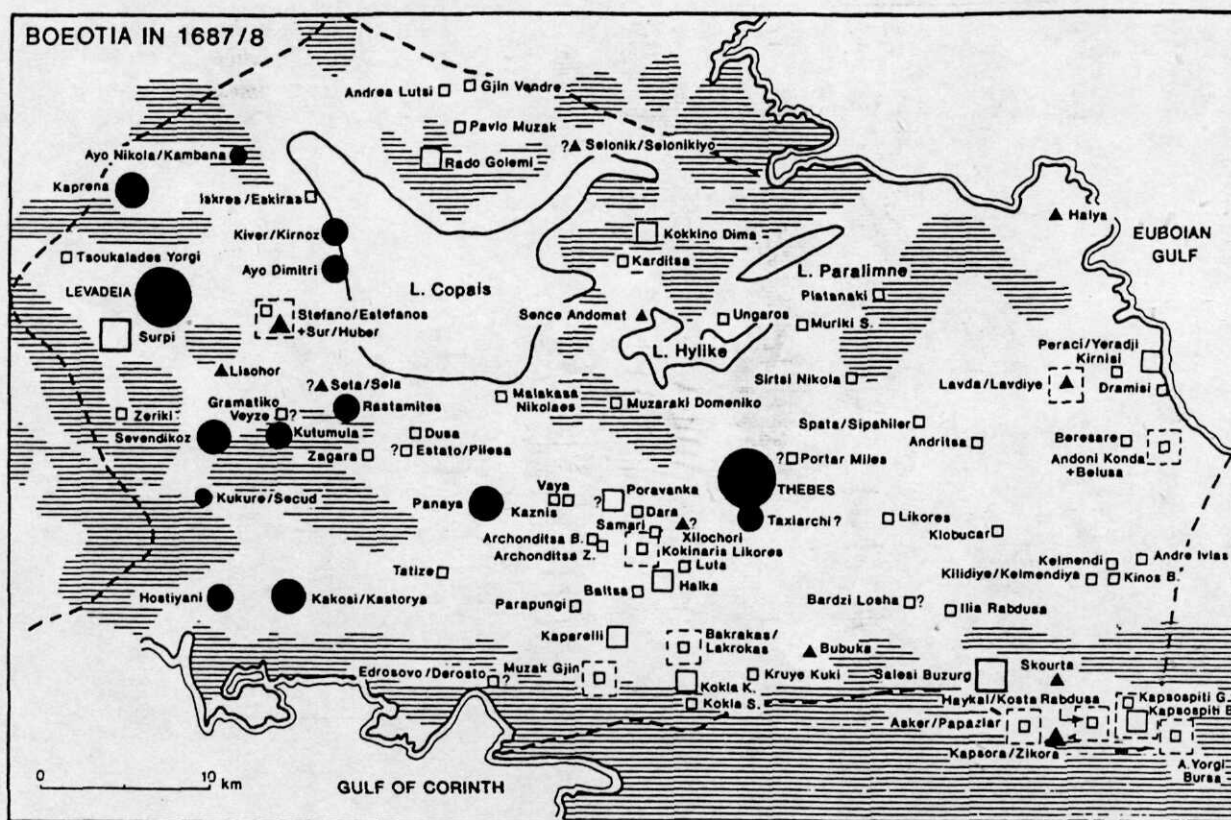 BOEOTIA IN 1687/8
Andrea Lutsi
Gjin Vendre
Pavlo Muzak
?
Selonik/Selonikiyo
Ayo Nikola/Kambana
Rado Golemi
Kaprena
Iskres/Eskiras
Halya
Kiver/Kirnoz
Kokkino Dima
EUBOIAN
GULF
Tsoukalades Yorgi
Ayo Dimitri
Karditsa
L. Paralimne
LEVADEIA
L. Copais
Platanaki
Stefano/Estefanos
+Sur/Huber
Sence Andomat
Ungaros
Muriki S.
Surpi
L. Hylike
Peraci/Yeradji
Kirnisi
Lisohor
?
Seta/Sela
Sirtsi Nikola
Lavda/Lavdiye
Dramisi
Gramatiko
Veyze
?
Rastamites
Malakasa
Nikolaes
Muzaraki Domeniko
Zeriki
Spata/Sipahiler
Sevendikoz
Kutumula
Dusa
Andritsa
Beresare
Zagara
?
Estato/Pilesa
?
Portar Miles
Andoni Konda
+Belusa
THEBES
Kukure/Secud
Panaya
Vaya
Kaznis
?
Poravanka
Dara
Taxiarchi ?
Likores
Samari
?
Xilochori
Klobucar
Archonditsa B.
Archonditsa Z.
Kokinaris Likores
Luta
Kelmendi
Andre Ivlas
Tatize
Halka
Kilidiye/Kelmendiya
Kinos B.
Hostiyani
Kakosi/Kastorya
Baltsa
Parapungi
Bardzi Losha
?
Ilia Rabdusa
Kaparelli
Bakrakas/
Lakrokas
Bubuka
Edrosovo/Derosto
?
Muzak Gjin
Kruye Kuki
Salesi Buzurg
Skourta
Kokla K.
Kokla S.
Haykal/Kosta Rabdusa
Kapsospiti G.
Kapsospiti B
Asker/Papazlar
Kapsora/Zikora
A.Yorgi
Bursa
0
10
km
GULF OF CORINTH